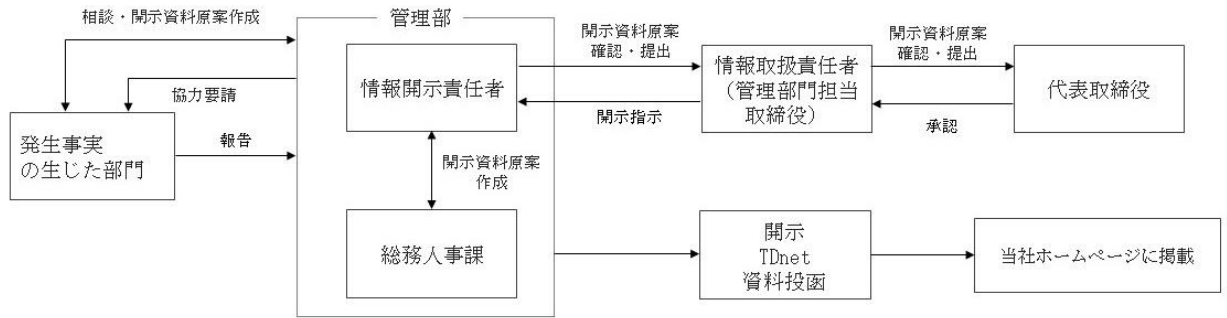 相談・開示資料原案作成
管理部
開示資料原案
確認・提出
開示資料原案
確認・提出
情報開示責任者
情報取扱責任者
（管理部門担当
取締役）
代表取締役
協力要請
開示指示
承認
発生事実
の生じた部門
報告
開示資料原案
作成
総務人事課
開示
TDnet
資料投函
当社ホームページに掲載